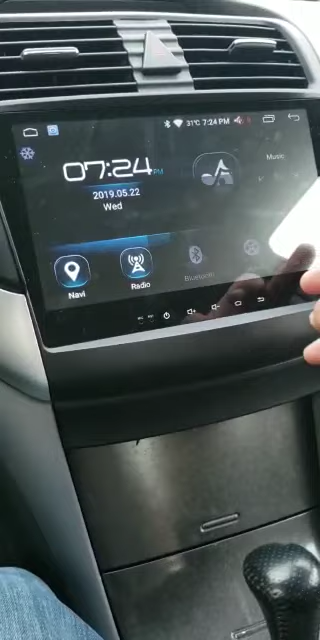 31°C 7:24 PM
07:24 PM
2019.05.22
Wed
Music
Navi
Radio
Bluetooth